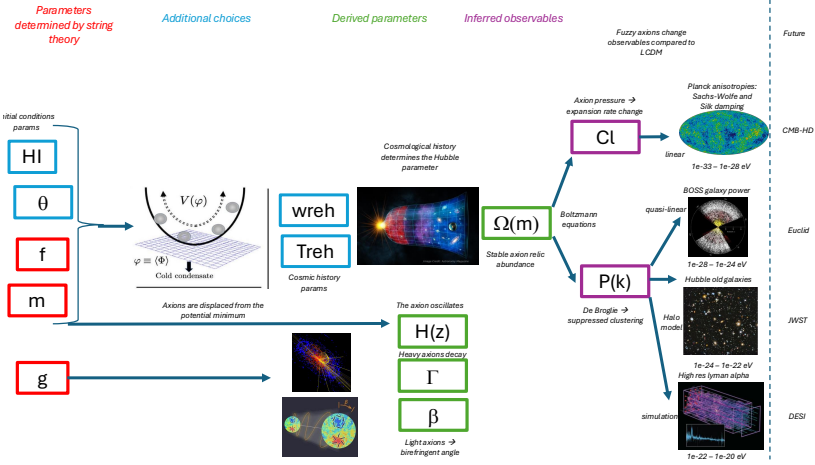 Parameters
determined by string
theory
Additional choices
Derived parameters
Inferred observables
Fuzzy axions change
observables compared to
LCDM
Future
nitial conditions
params
HI
θ
f
m
g
V(φ)
φ ≡ ⟨Φ⟩
Cold condensate
Axions are displaced from the
potential minimum
wreh
Treh
Cosmic history
params
Cosmological history
determines the Hubble
parameter
The axion oscillates
H(z)
Heavy axions decay
Γ
β
Light axions →
birefringent angle
Ω(m)
Stable axion relic
abundance
Boltzmann
equations
Axion pressure →
expansion rate change
Cl
linear
P(k)
De Broglie →
suppressed clustering
Planck anisotropies:
Sachs-Wolfe and
Silk damping
1e-33 – 1e-28 eV
CMB-HD
BOSS galaxy power
quasi-linear
1e-28 – 1e-24 eV
Euclid
Hubble old galaxies
Halo
model
1e-24 – 1e-22 eV
JWST
High res lyman alpha
simulation
1e-22 – 1e-20 eV
DESI